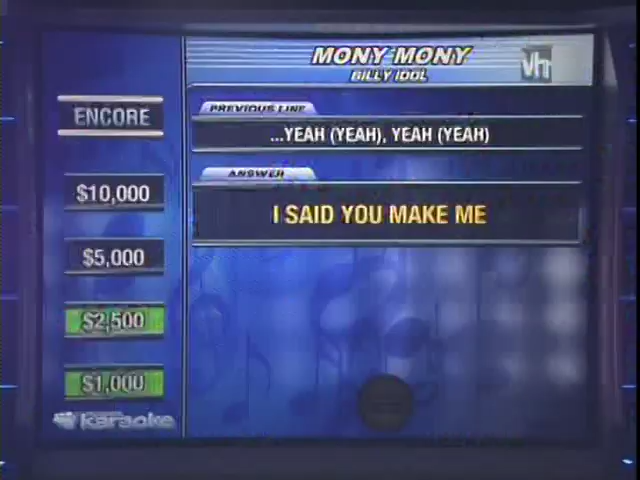 MONY MONY
BILLY IDOL
vh
ENCORE
PREVIOUS LINE
...YEAH (YEAH), YEAH (YEAH)
ANSWER
$10,000
I SAID YOU MAKE ME
$5,000
$2,500
$1,000
karaoke